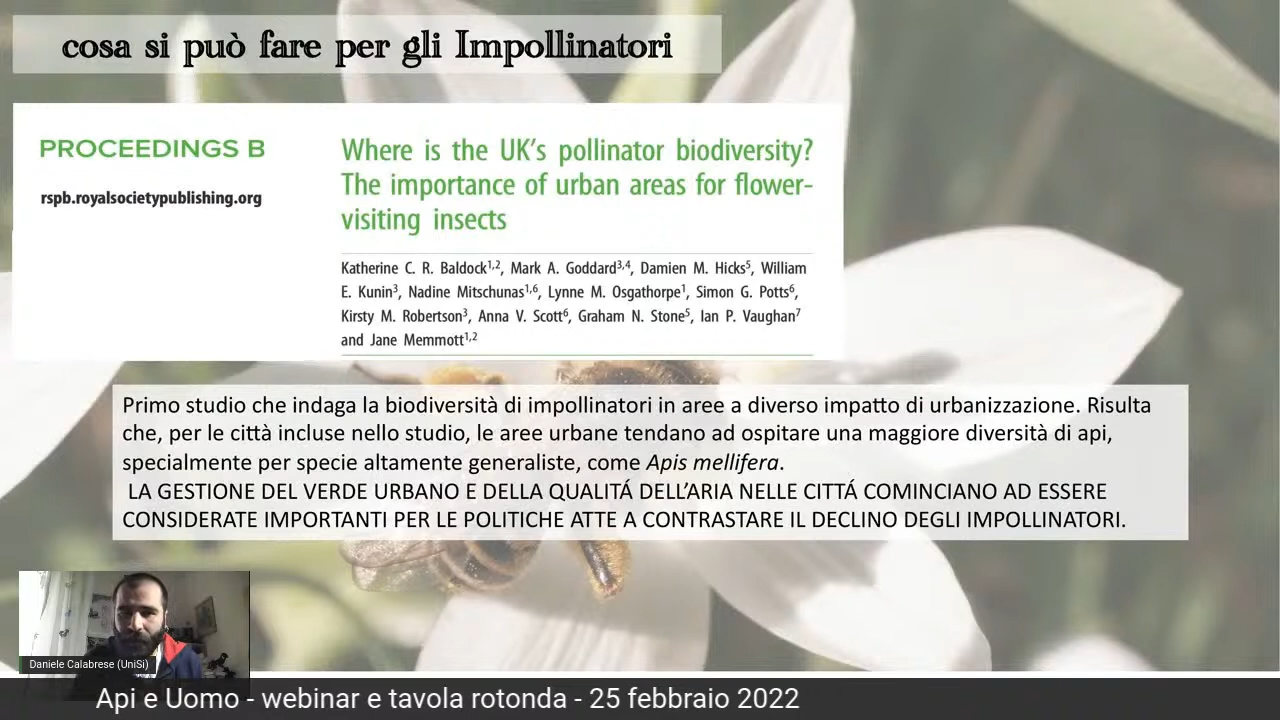 cosa si può fare per gli Impollinatori
PROCEEDINGS B
rspb.royalsocietypublishing.org
Where is the UK's pollinator biodiversity?
The importance of urban areas for flower-
visiting insects
Katherine C. R. Baldock1,2, Mark A. Goddard3,4, Damien M. Hicks5, William
E. Kunin3, Nadine Mitschunas1,6, Lynne M. Osgathorpe1, Simon G. Potts6,
Kirsty M. Robertson3, Anna V. Scott6, Graham N. Stone5, Ian P. Vaughan7
and Jane Memmott1,2
Primo studio che indaga la biodiversità di impollinatori in aree a diverso impatto di urbanizzazione. Risulta
che, per le città incluse nello studio, le aree urbane tendano ad ospitare una maggiore diversità di api,
specialmente per specie altamente generaliste, come Apis mellifera.
LA GESTIONE DEL VERDE URBANO E DELLA QUALITÁ DELL'ARIA NELLE CITTÁ COMINCIANO AD ESSERE
CONSIDERATE IMPORTANTI PER LE POLITICHE ATTE A CONTRASTARE IL DECLINO DEGLI IMPOLLINATORI.
Daniele Calabrese (UniSi)
Api e Uomo - webinar e tavola rotonda - 25 febbraio 2022